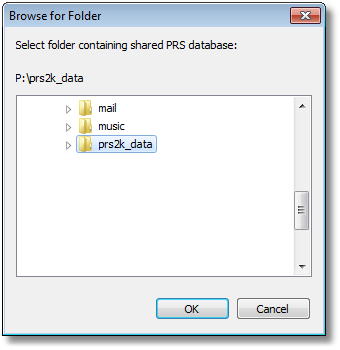 Browse for Folder
Select folder containing shared PRS database:
P:\prs2k_data
mail
music
prs2k_data
OK
Cancel